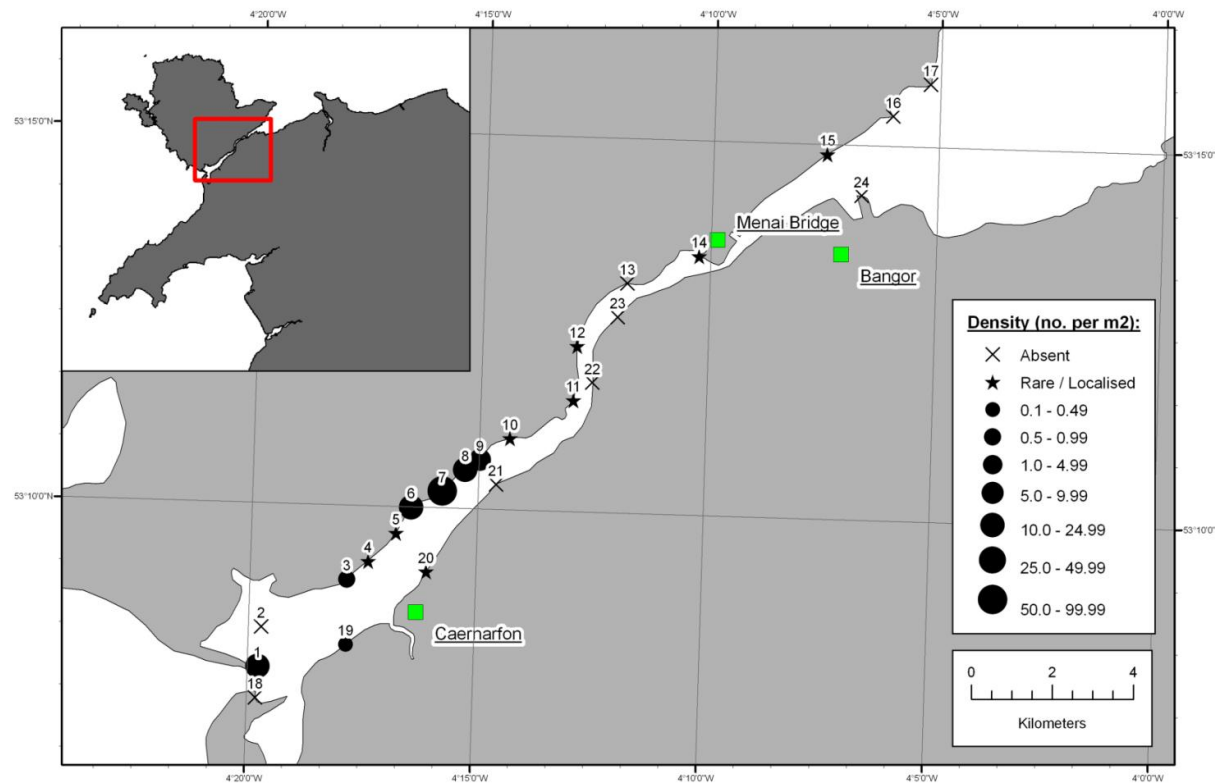 4°20'0"W
4°15'0"W
4°10'0"W
4°5'0"W
4°0'0"W
53°15'0"N
53°15'0"N
17
16
15
24
Menai Bridge
14
Bangor
13
23
12
22
11
10
9
8
21
7
6
5
4
20
3
Caernarfon
2
19
1
18
53°10'0"N
53°10'0"N
Density (no. per m2):
Absent
Rare / Localised
0.1 - 0.49
0.5 - 0.99
1.0 - 4.99
5.0 - 9.99
10.0 - 24.99
25.0 - 49.99
50.0 - 99.99
0 2 4
Kilometers
4°20'0"W
4°15'0"W
4°10'0"W
4°5'0"W